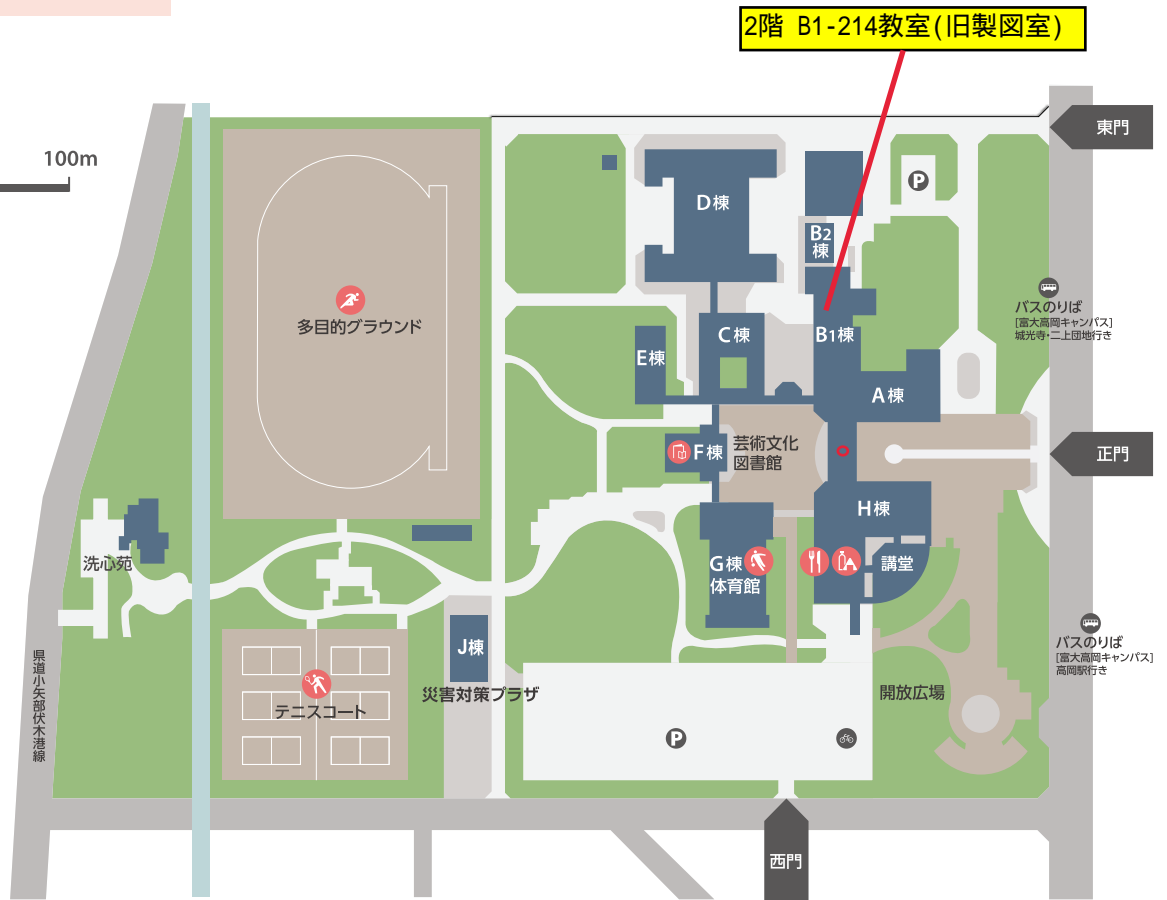 2階 B1-214教室(旧製図室)
東門
100m
D棟
P
B2
棟
バスのりば
[富大高岡キャンパス]
城光寺・二上団地行き
多目的グラウンド
C棟
B1棟
E棟
A棟
F棟
芸術文化
図書館
正門
H棟
洗心苑
G棟
体育館
講堂
J棟
バスのりば
[富大高岡キャンパス]
高岡駅行き
県道小矢部伏木港線
災害対策プラザ
開放広場
テニスコート
P
西門